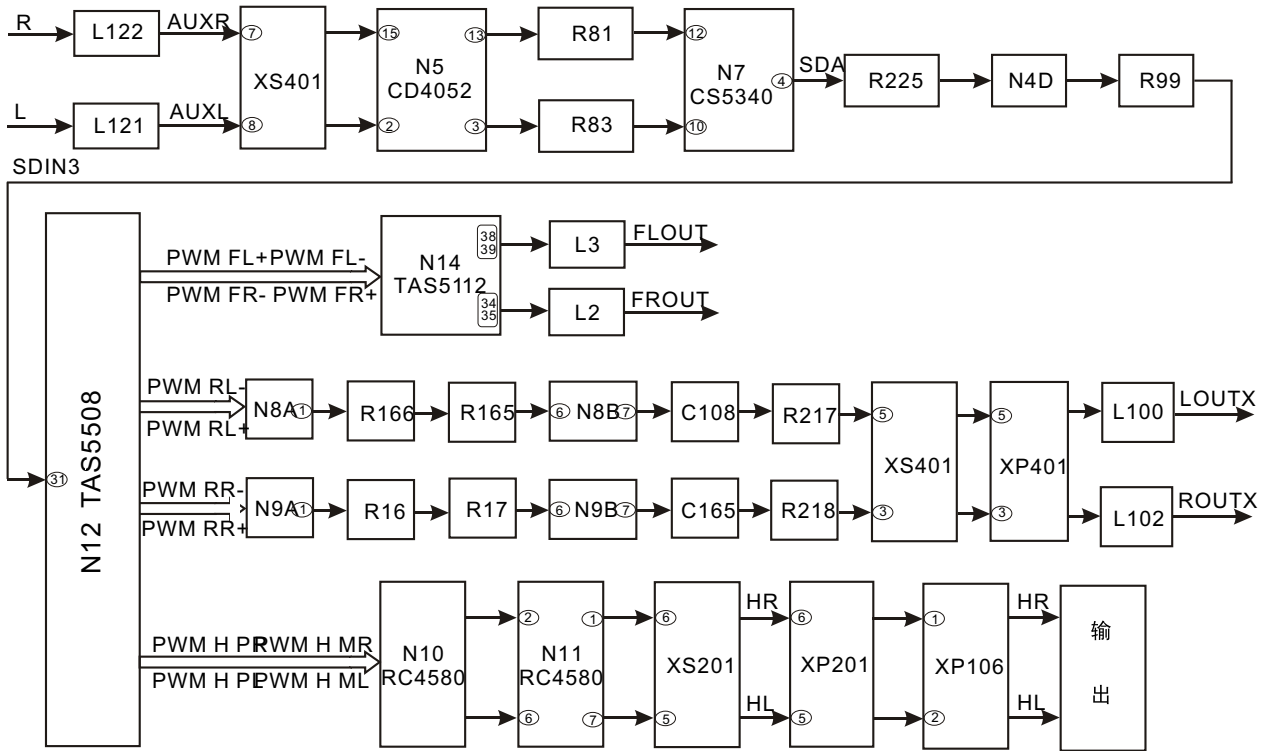 R
L122
AUXR
7
XS401
15
N5
CD4052
13
R81
12
N7
CS5340
4
SDA
R225
N4D
R99
L
L121
AUXL
8
2
3
R83
10
SDIN3
N12 TAS5508
31
PWM FL+PWM FL-
PWM FR- PWM FR+
N14
TAS5112
38
39
34
35
L3
FLOUT
L2
FROUT
PWM RL-
PWM RL+
N8A
1
R166
R165
6
N8B
7
C108
R217
5
XS401
3
5
XP401
3
L100
LOUTX
PWM RR-
PWM RR+
N9A
1
R16
R17
6
N9B
7
C165
R218
L102
ROUTX
PWM H PR PWM H MR
PWM H PL PWM H ML
N10
RC4580
2
6
N11
RC4580
1
7
6
XS201
5
HR
HL
6
XP201
5
1
XP106
2
HR
HL
输
出